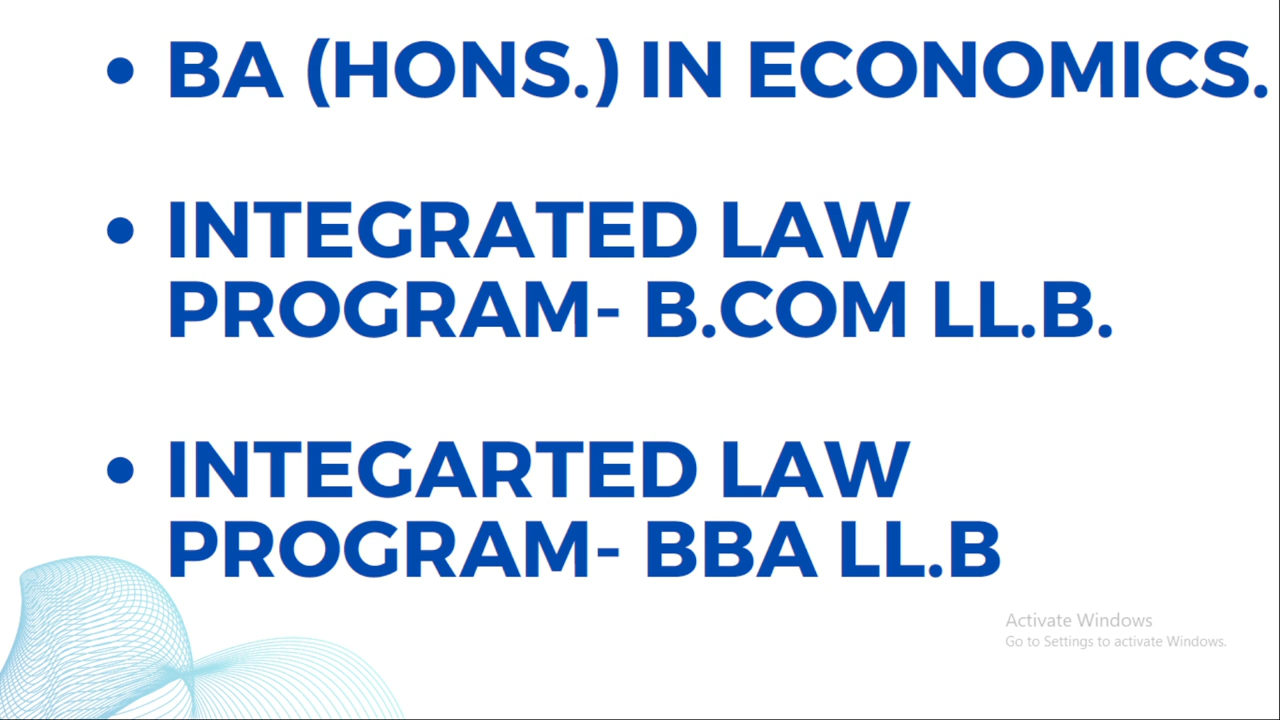 • BA (HONS.) IN ECONOMICS.
• INTEGRATED LAW
PROGRAM- B.COM LL.B.
• INTEGARTED LAW
PROGRAM- BBA LL.B
Activate Windows
Go to Settings to activate Windows.